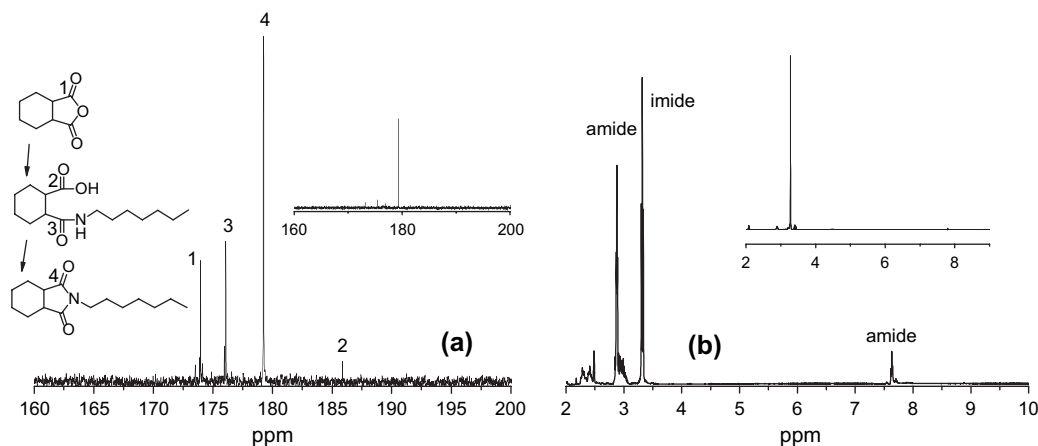 4
3
1
2
(a)
1
O
O
O
2
O
OH
3
N
H
O
4
O
N
O
160 180 200
160 165 170 175 180 185 190 195 200
ppm
amide
imide
amide
(b)
2 4 6 8
2 3 4 5 6 7 8 9 10
ppm